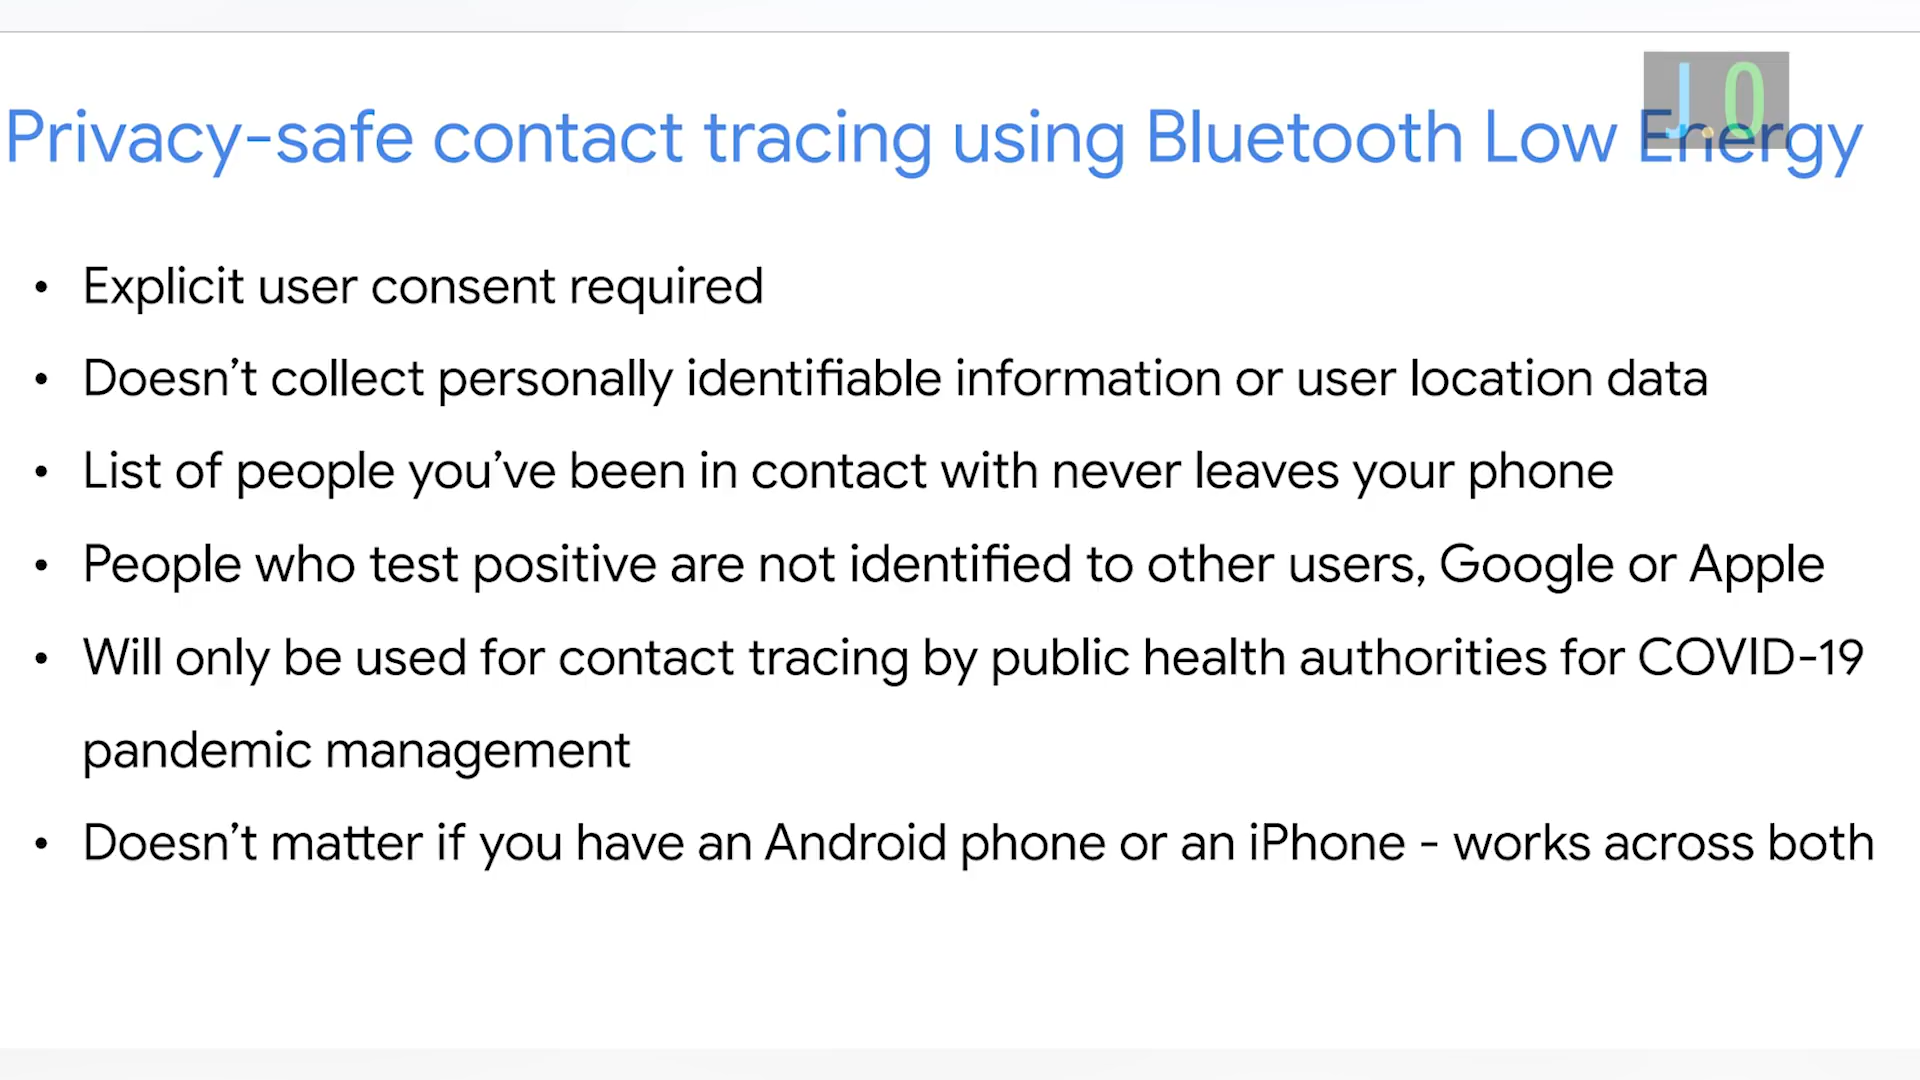 J.O
Privacy-safe contact tracing using Bluetooth Low Energy
• Explicit user consent required
• Doesn’t collect personally identifiable information or user location data
• List of people you’ve been in contact with never leaves your phone
• People who test positive are not identified to other users, Google or Apple
• Will only be used for contact tracing by public health authorities for COVID-19
pandemic management
• Doesn’t matter if you have an Android phone or an iPhone - works across both